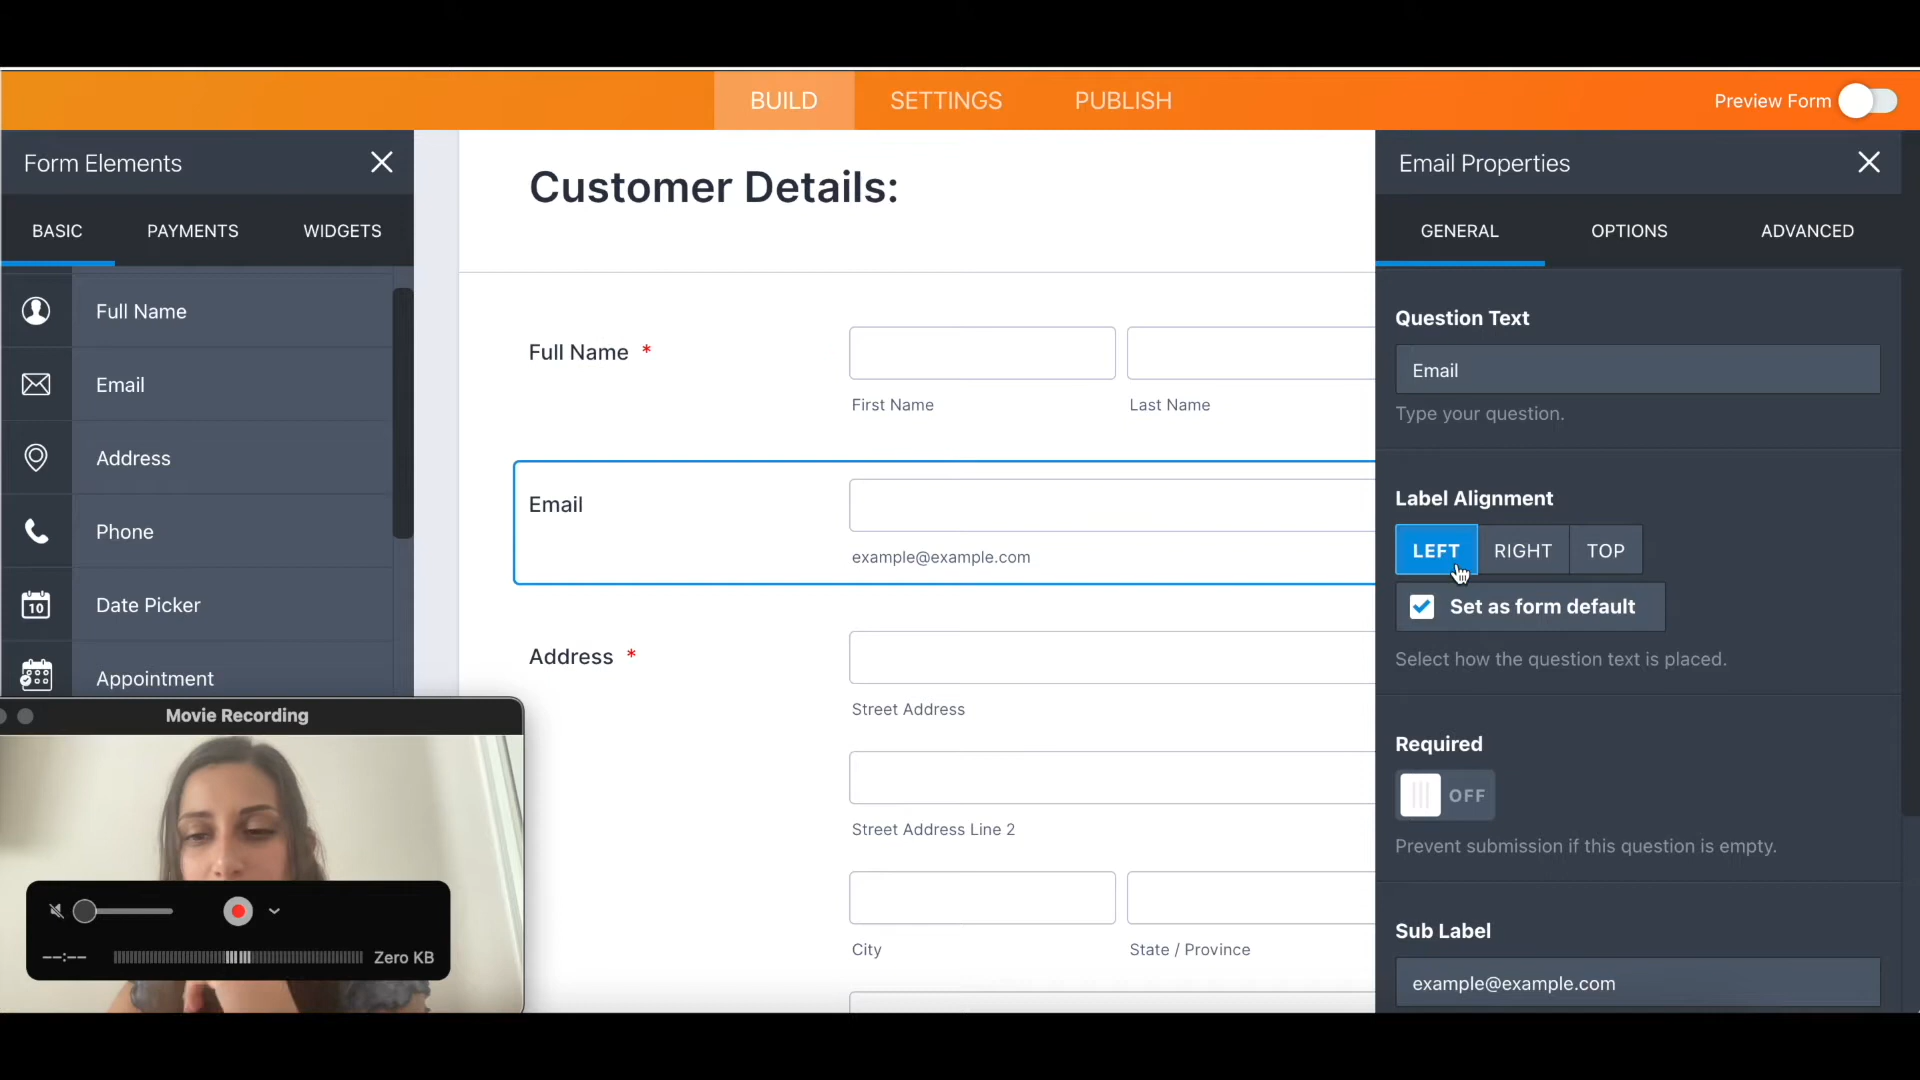 BUILD SETTINGS PUBLISH Preview Form
Form Elements
BASIC PAYMENTS WIDGETS
Full Name
Email
Address
Phone
10 Date Picker
Appointment
Movie Recording
--:-- Zero KB
Customer Details:
Full Name *
First Name Last Name
Email
example@example.com
Address *
Street Address
Street Address Line 2
City State / Province
Email Properties
GENERAL OPTIONS ADVANCED
Question Text
Email
Type your question.
Label Alignment
LEFT RIGHT TOP
Set as form default
Select how the question text is placed.
Required
OFF
Prevent submission if this question is empty.
Sub Label
example@example.com